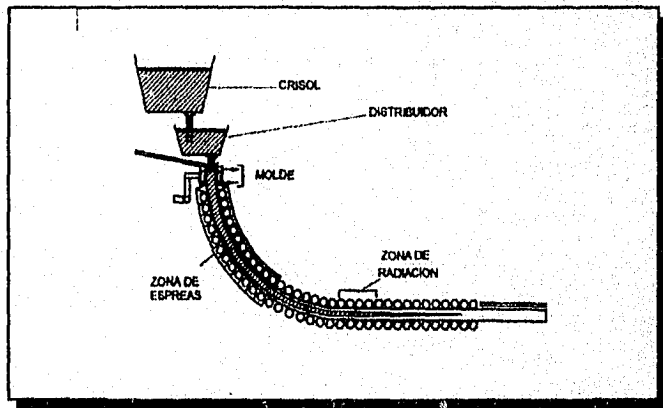 CRISOL
DISTRIBUIDOR
MOLDE
ZONA DE
RADIACION
ZONA DE
ESPREAS